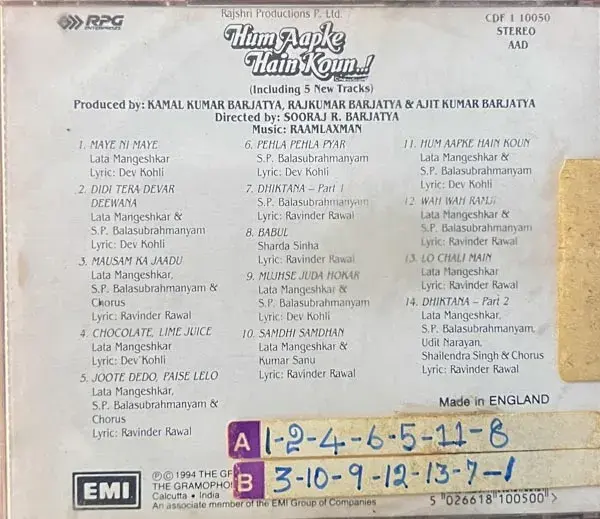 RPG
ENTERPRISES
Rajshri Productions P. Ltd.
CDF 1 10050
STEREO
AAD
Hum Aapke
Hain Koun..!
(Including 5 New Tracks)
Produced by: KAMAL KUMAR BARJATYA, RAJKUMAR BARJATYA & AJIT KUMAR BARJATYA
Directed by: SOORAJ R. BARJATYA
Music: RAAMLAXMAN
1. MAYE NI MAYE
Lata Mangeshkar
Lyric: Dev Kohli
2. DIDI TERA DEVAR
DEEWANA
Lata Mangeshkar &
S.P. Balasubrahmanyam
Lyric: Dev Kohli
3. MAUSAM KA JAADU
Lata Mangeshkar,
S.P. Balasubrahmanyam &
Chorus
Lyric: Ravinder Rawal
4. CHOCOLATE, LIME JUICE
Lata Mangeshkar
Lyric: Dev Kohli
5. JOOTE DEDO, PAISE LELO
Lata Mangeshkar,
S.P. Balasubrahmanyam &
Chorus
Lyric: Ravinder Rawal
6. PEHLA PEHLA PYAR
S.P. Balasubrahmanyam
Lyric: Dev Kohli
7. DHIKTANA – Part 1
S.P. Balasubrahmanyam
Lyric: Ravinder Rawal
8. BABUL
Sharda Sinha
Lyric: Ravinder Rawal
9. MUJHSE JUDA HOKAR
Lata Mangeshkar &
S.P. Balasubrahmanyam
Lyric: Dev Kohli
10. SAMDHI SAMDHAN
Lata Mangeshkar &
Kumar Sanu
Lyric: Ravinder Rawal
11. HUM AAPKE HAIN KOUN
Lata Mangeshkar &
S.P. Balasubrahmanyam
Lyric: Dev Kohli
12. WAH WAH RAMJI
Lata Mangeshkar &
S.P. Balasubrahmanyam
Lyric: Ravinder Rawal
13. LO CHALI MAIN
Lata Mangeshkar
Lyric: Ravinder Rawal
14. DHIKTANA – Part 2
Lata Mangeshkar,
S.P. Balasubrahmanyam,
Udit Narayan,
Shailendra Singh & Chorus
Lyric: Ravinder Rawal
Made in ENGLAND
A 1-2-4-6-5-11-8
B 3-10-9-12-13-7-1
EMI
℗ © 1994 THE
THE
Calcutta • India
An associate member of the EMI Group of Companies
5 026618 100500 >